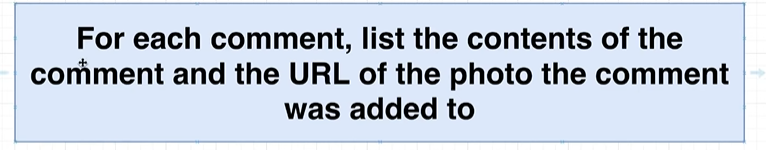 For each comment, list the contents of the
comment and the URL of the photo the comment
was added to